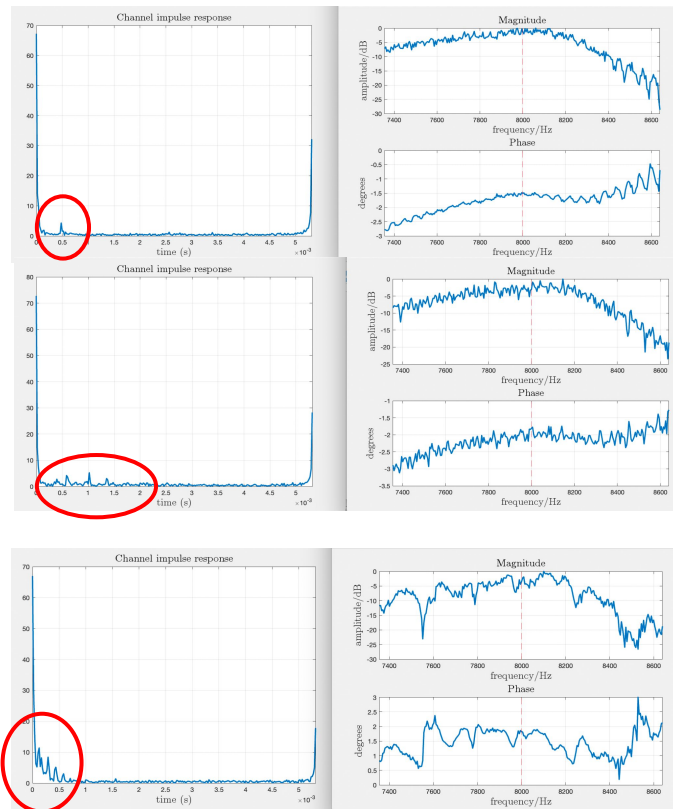 Channel impulse response
70
60
50
40
30
20
10
0
0 0.5 1 1.5 2 2.5 3 3.5 4 4.5 5
time (s)
×10⁻³
Magnitude
amplitude/dB
0
-5
-10
-15
-20
-25
-30
7400 7600 7800 8000 8200 8400 8600
frequency/Hz
Phase
degrees
0
-0.5
-1
-1.5
-2
-2.5
-3
7400 7600 7800 8000 8200 8400 8600
frequency/Hz
Channel impulse response
80
70
60
50
40
30
20
10
0
0 0.5 1 1.5 2 2.5 3 3.5 4 4.5 5
time (s)
×10⁻³
Magnitude
amplitude/dB
0
-5
-10
-15
-20
-25
7400 7600 7800 8000 8200 8400 8600
frequency/Hz
Phase
degrees
-1
-1.5
-2
-2.5
-3
-3.5
7400 7600 7800 8000 8200 8400 8600
frequency/Hz
Channel impulse response
70
60
50
40
30
20
10
0
0 0.5 1 1.5 2 2.5 3 3.5 4 4.5 5
time (s)
×10⁻³
Magnitude
amplitude/dB
0
-5
-10
-15
-20
-25
-30
7400 7600 7800 8000 8200 8400 8600
frequency/Hz
Phase
degrees
3
2.5
2
1.5
1
0.5
0
7400 7600 7800 8000 8200 8400 8600
frequency/Hz